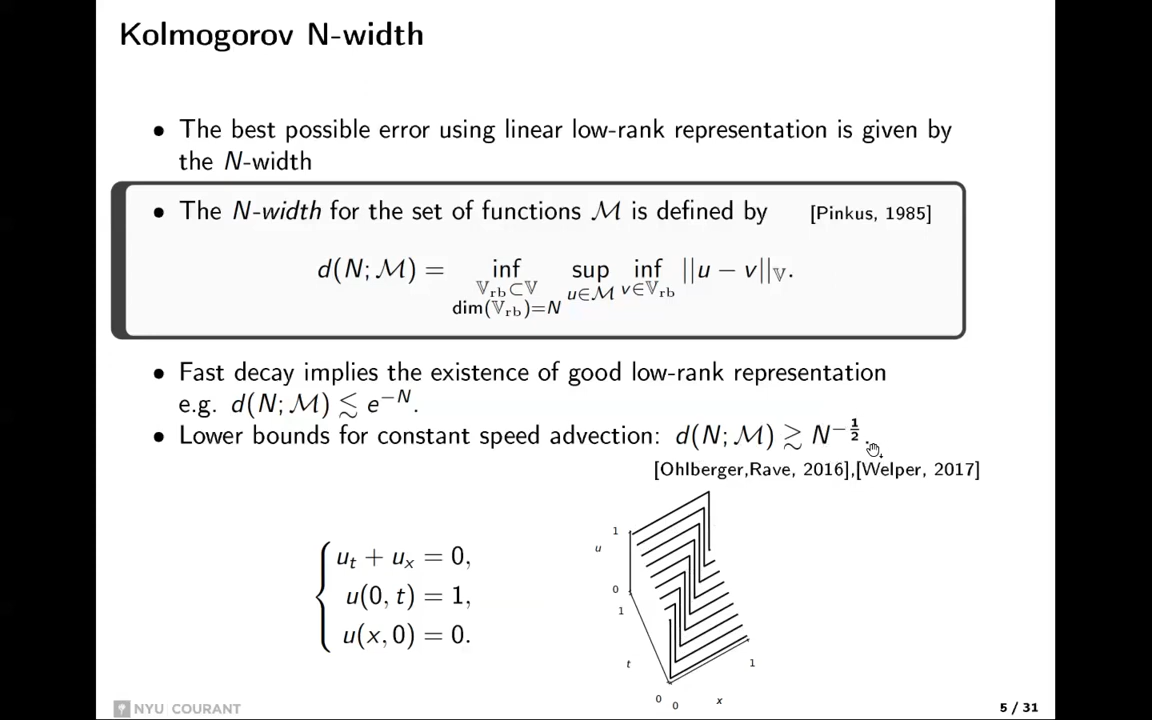 Kolmogorov N-width
• The best possible error using linear low-rank representation is given by
the N-width
• The N-width for the set of functions ℳ is defined by [Pinkus, 1985]
d(N; ℳ) = inf sup inf ||u − v||𝕍.
𝕍rb⊂𝕍 u∈ℳ v∈𝕍rb
dim(𝕍rb)=N
• Fast decay implies the existence of good low-rank representation
e.g. d(N; ℳ) ≲ e^{−N}.
• Lower bounds for constant speed advection: d(N; ℳ) ≳ N^{−1/2}.
[Ohlberger,Rave, 2016],[Welper, 2017]
u_t + u_x = 0,
u(0, t) = 1,
u(x, 0) = 0.
1
u
0
1
t
1
0
0
x
NYU COURANT
5 / 31